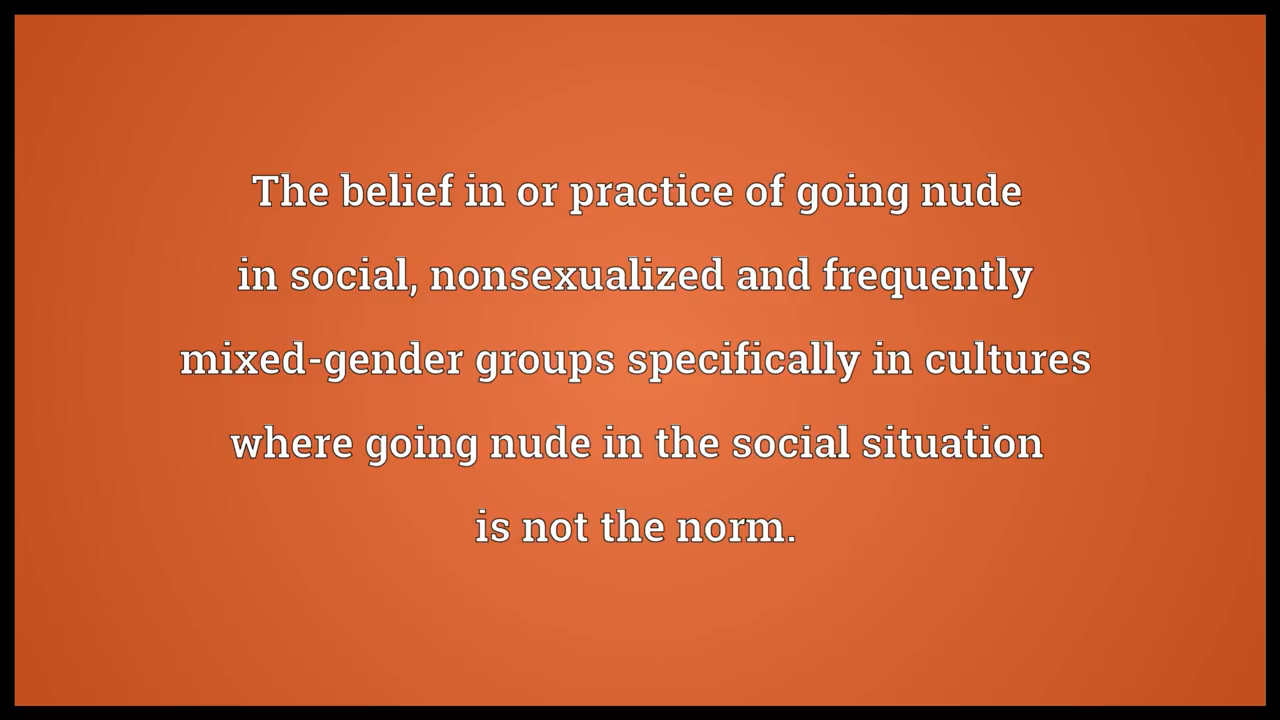 The belief in or practice of going nude
in social, nonsexualized and frequently
mixed-gender groups specifically in cultures
where going nude in the social situation
is not the norm.